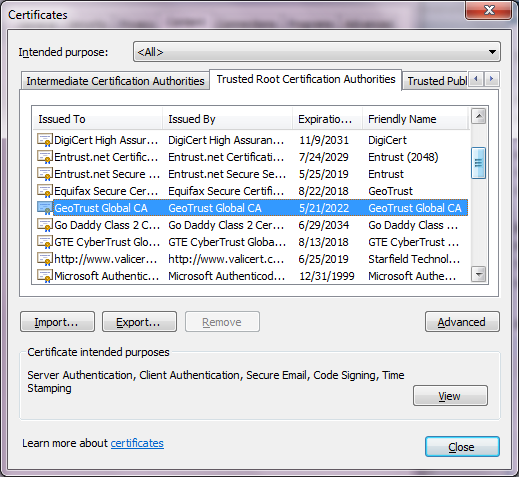 Certificates
Intended purpose: <All>
Intermediate Certification Authorities Trusted Root Certification Authorities Trusted Publ
Issued To Issued By Expiratio... Friendly Name
DigiCert High Assur... DigiCert High Assuran... 11/9/2031 DigiCert
Entrust.net Certific... Entrust.net Certificati... 7/24/2029 Entrust (2048)
Entrust.net Secure ... Entrust.net Secure Se... 5/25/2019 Entrust
Equifax Secure Cer... Equifax Secure Certifi... 8/22/2018 GeoTrust
GeoTrust Global CA GeoTrust Global CA 5/21/2022 GeoTrust Global CA
Go Daddy Class 2 C... Go Daddy Class 2 Cer... 6/29/2034 Go Daddy ...
GTE CyberTrust Glo... GTE CyberTrust Global... 8/13/2018 GTE CyberTrust ...
http://www.valicert.... http://www.valicert.co... 6/25/2019 Starfield Technol...
Microsoft Authentic... Microsoft Authenticod... 12/31/1999 Microsoft Authe...
Import... Export... Remove Advanced
Certificate intended purposes
Server Authentication, Client Authentication, Secure Email, Code Signing, Time
Stamping
View
Learn more about certificates
Close